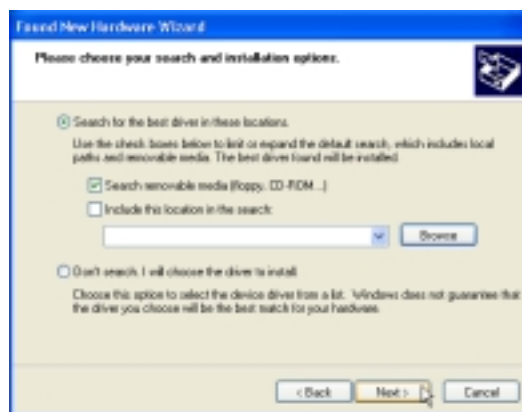 Found New Hardware Wizard
Please choose your search and installation options.
Search for the best driver in these locations.
Use the check boxes below to limit or expand the default search, which includes local
paths and removable media. The best driver found will be installed.
Search removable media (floppy, CD-ROM...)
Include this location in the search:
Browse
Don't search. I will choose the driver to install.
Choose this option to select the device driver from a list. Windows does not guarantee that
the driver you choose will be the best match for your hardware.
< Back Next > Cancel